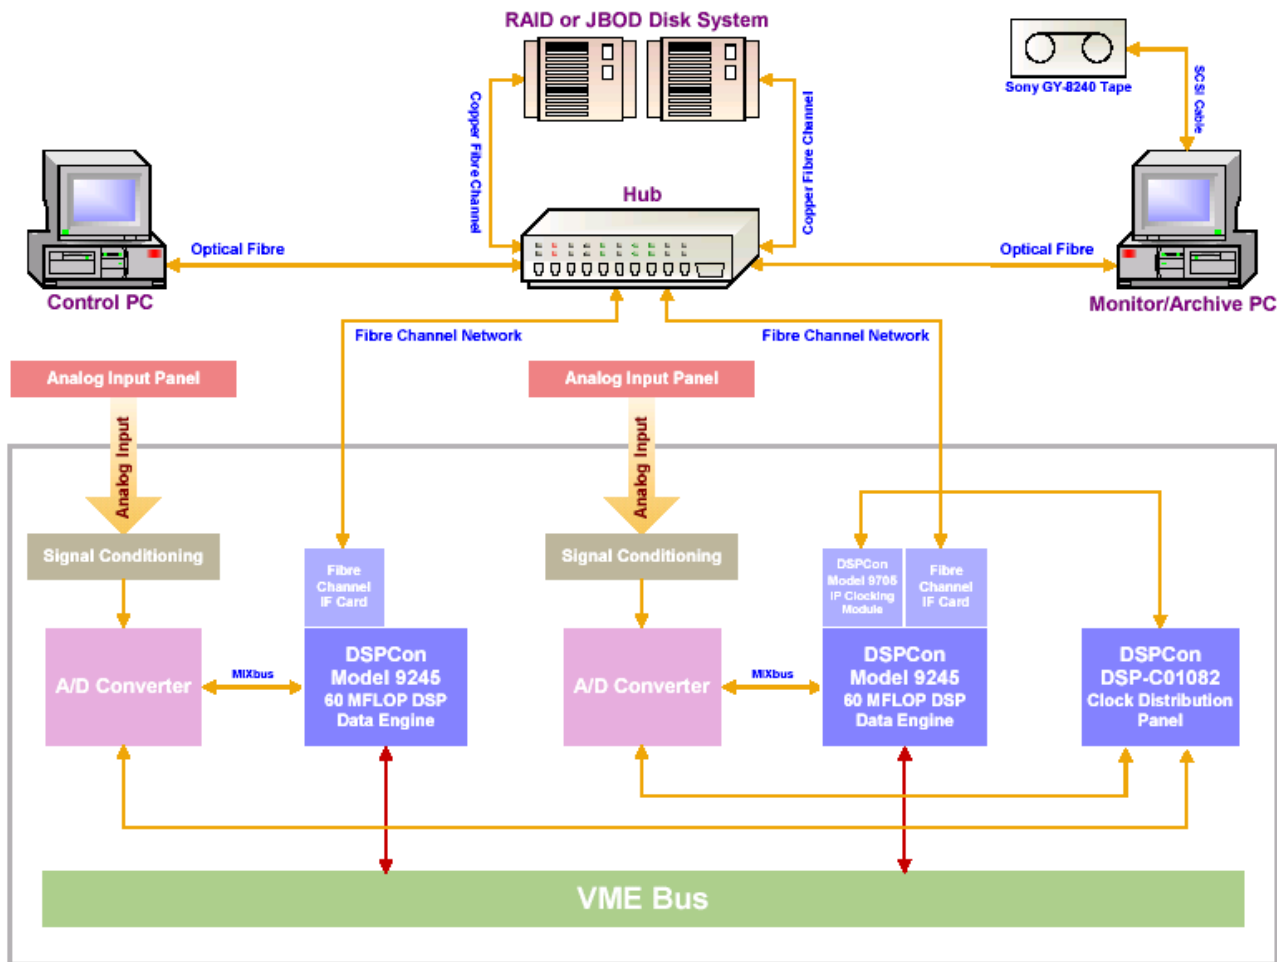 RAID or JBOD Disk System
Sony GY-8240 Tape
SCSI Cable
Copper Fibre Channel
Copper Fibre Channel
Hub
Optical Fibre
Optical Fibre
Control PC
Monitor/Archive PC
Fibre Channel Network
Fibre Channel Network
Analog Input Panel
Analog Input Panel
Analog Input
Analog Input
Signal Conditioning
Fibre
Channel
IF Card
Signal Conditioning
DSPCon
Model 9705
IP Clocking
Module
Fibre
Channel
IF Card
A/D Converter
MIXbus
DSPCon
Model 9245
60 MFLOP DSP
Data Engine
A/D Converter
MIXbus
DSPCon
Model 9245
60 MFLOP DSP
Data Engine
DSPCon
DSP-C01082
Clock Distribution
Panel
VME Bus